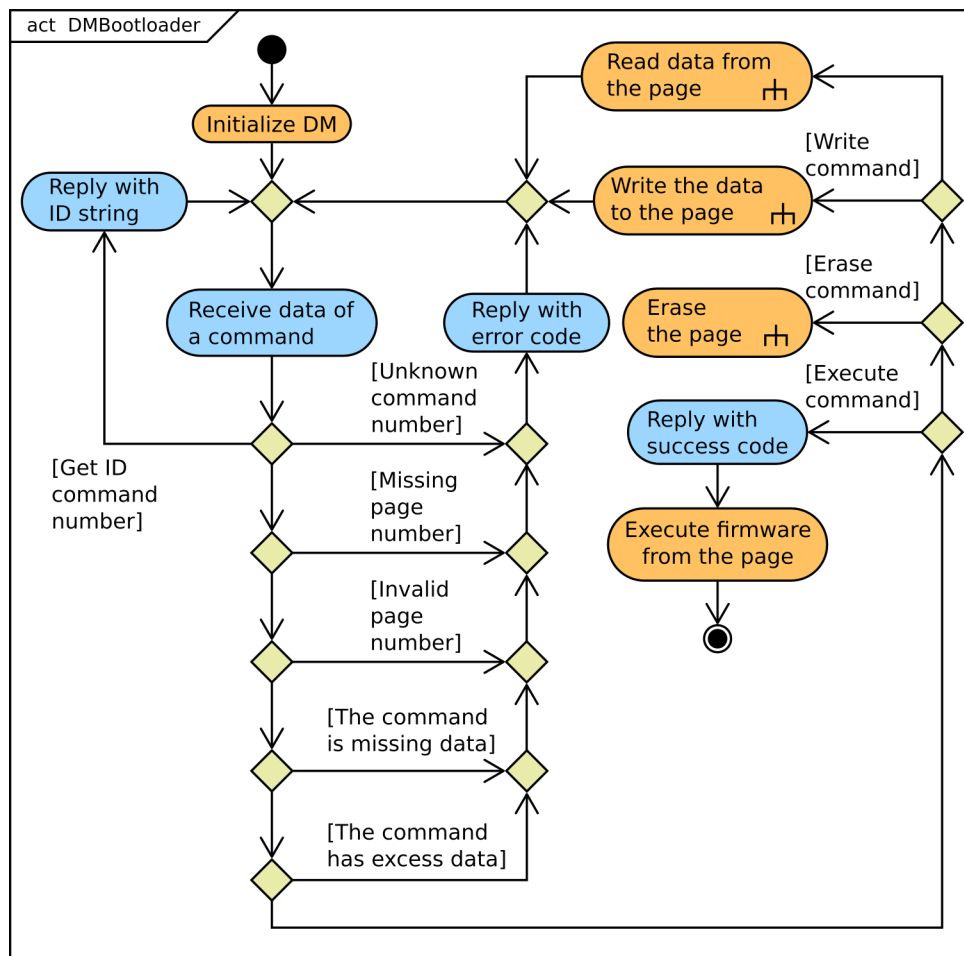 act DMBootloader
Initialize DM
Reply with
ID string
Receive data of
a command
[Get ID
command
number]
[Unknown
command
number]
[Missing
page
number]
[Invalid
page
number]
[The command
is missing data]
[The command
has excess data]
Reply with
error code
Read data from
the page
Write the data
to the page
[Write
command]
Erase
the page
[Erase
command]
Reply with
success code
[Execute
command]
Execute firmware
from the page